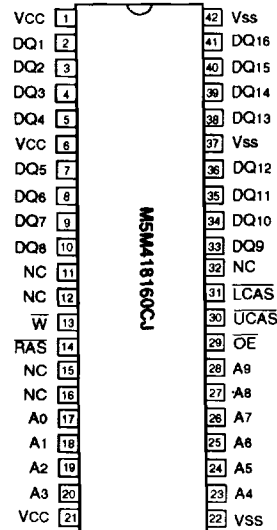 VCC 1 42 Vss
DQ1 2 41 DQ16
DQ2 3 40 DQ15
DQ3 4 39 DQ14
DQ4 5 38 DQ13
VCC 6 37 Vss
DQ5 7 36 DQ12
DQ6 8 35 DQ11
DQ7 9 34 DQ10
DQ8 10 33 DQ9
NC 11 32 NC
NC 12 31 LCAS
W 13 30 UCAS
RAS 14 29 OE
NC 15 28 A9
NC 16 27 A8
A0 17 26 A7
A1 18 25 A6
A2 19 24 A5
A3 20 23 A4
VCC 21 22 VSS
M5M418160CJ